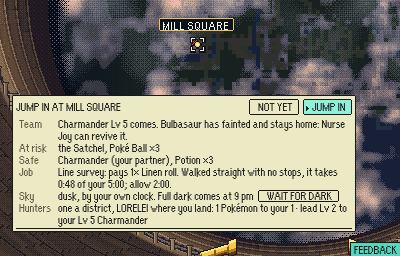 MILL SQUARE
JUMP IN AT MILL SQUARE
NOT YET
JUMP IN
Team Charmander Lv 5 comes. Bulbasaur has fainted and stays home: Nurse
Joy can revive it.
At risk the Satchel, Poké Ball ×3
Safe Charmander (your partner), Potion ×3
Job Line survey: pays 1× Linen roll. Walked straight with no stops, it takes
0:48 of your 5:00; allow 2:00.
Sky dusk, by your own clock. Full dark comes at 9 pm WAIT FOR DARK
Hunters one a district, LORELEI where you land: 1 Pokémon to your 1 · lead Lv 2 to
your Lv 5 Charmander
FEEDBACK